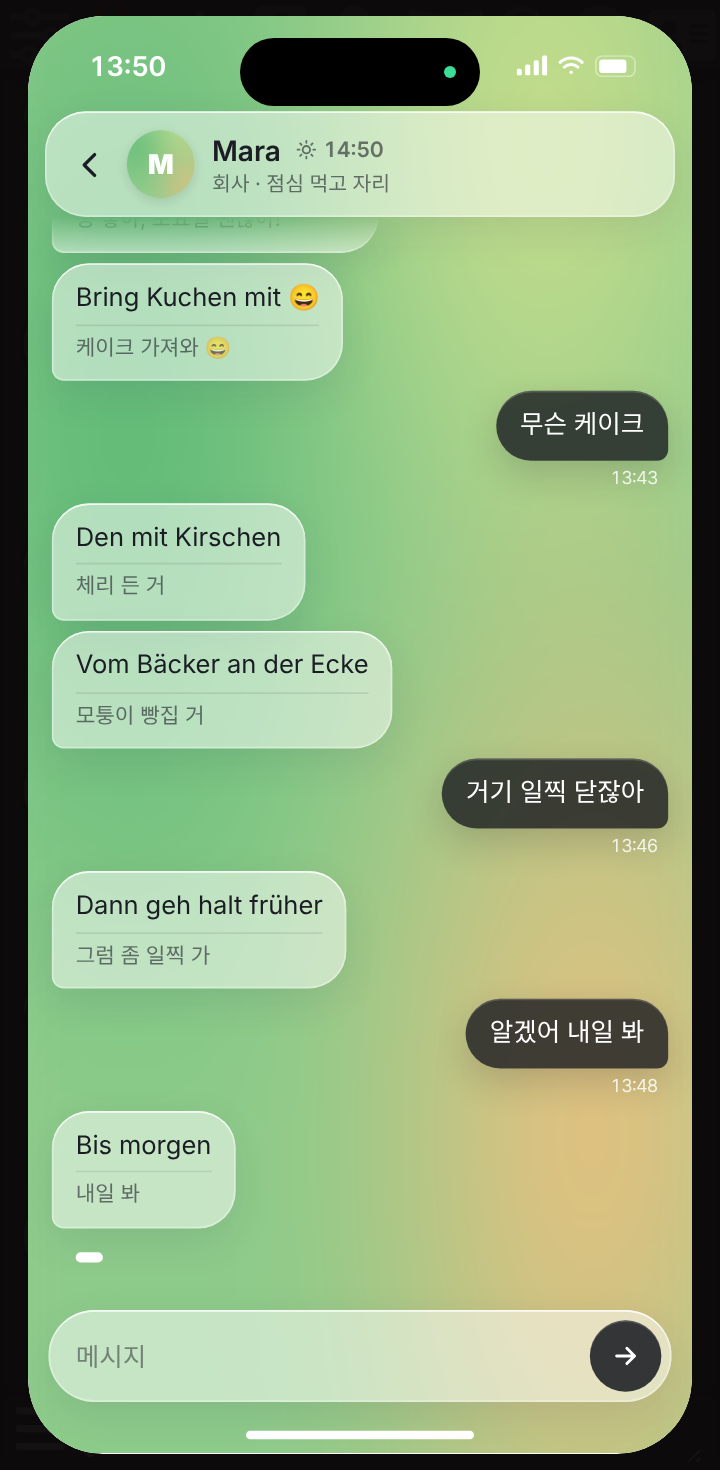 13:50
M
Mara 14:50
회사 · 점심 먹고 자리
Bring Kuchen mit 😄
케이크 가져와 😄
무슨 케이크
13:43
Den mit Kirschen
체리 든 거
Vom Bäcker an der Ecke
모퉁이 빵집 거
거기 일찍 닫잖아
13:46
Dann geh halt früher
그럼 좀 일찍 가
알겠어 내일 봐
13:48
Bis morgen
내일 봐
메시지